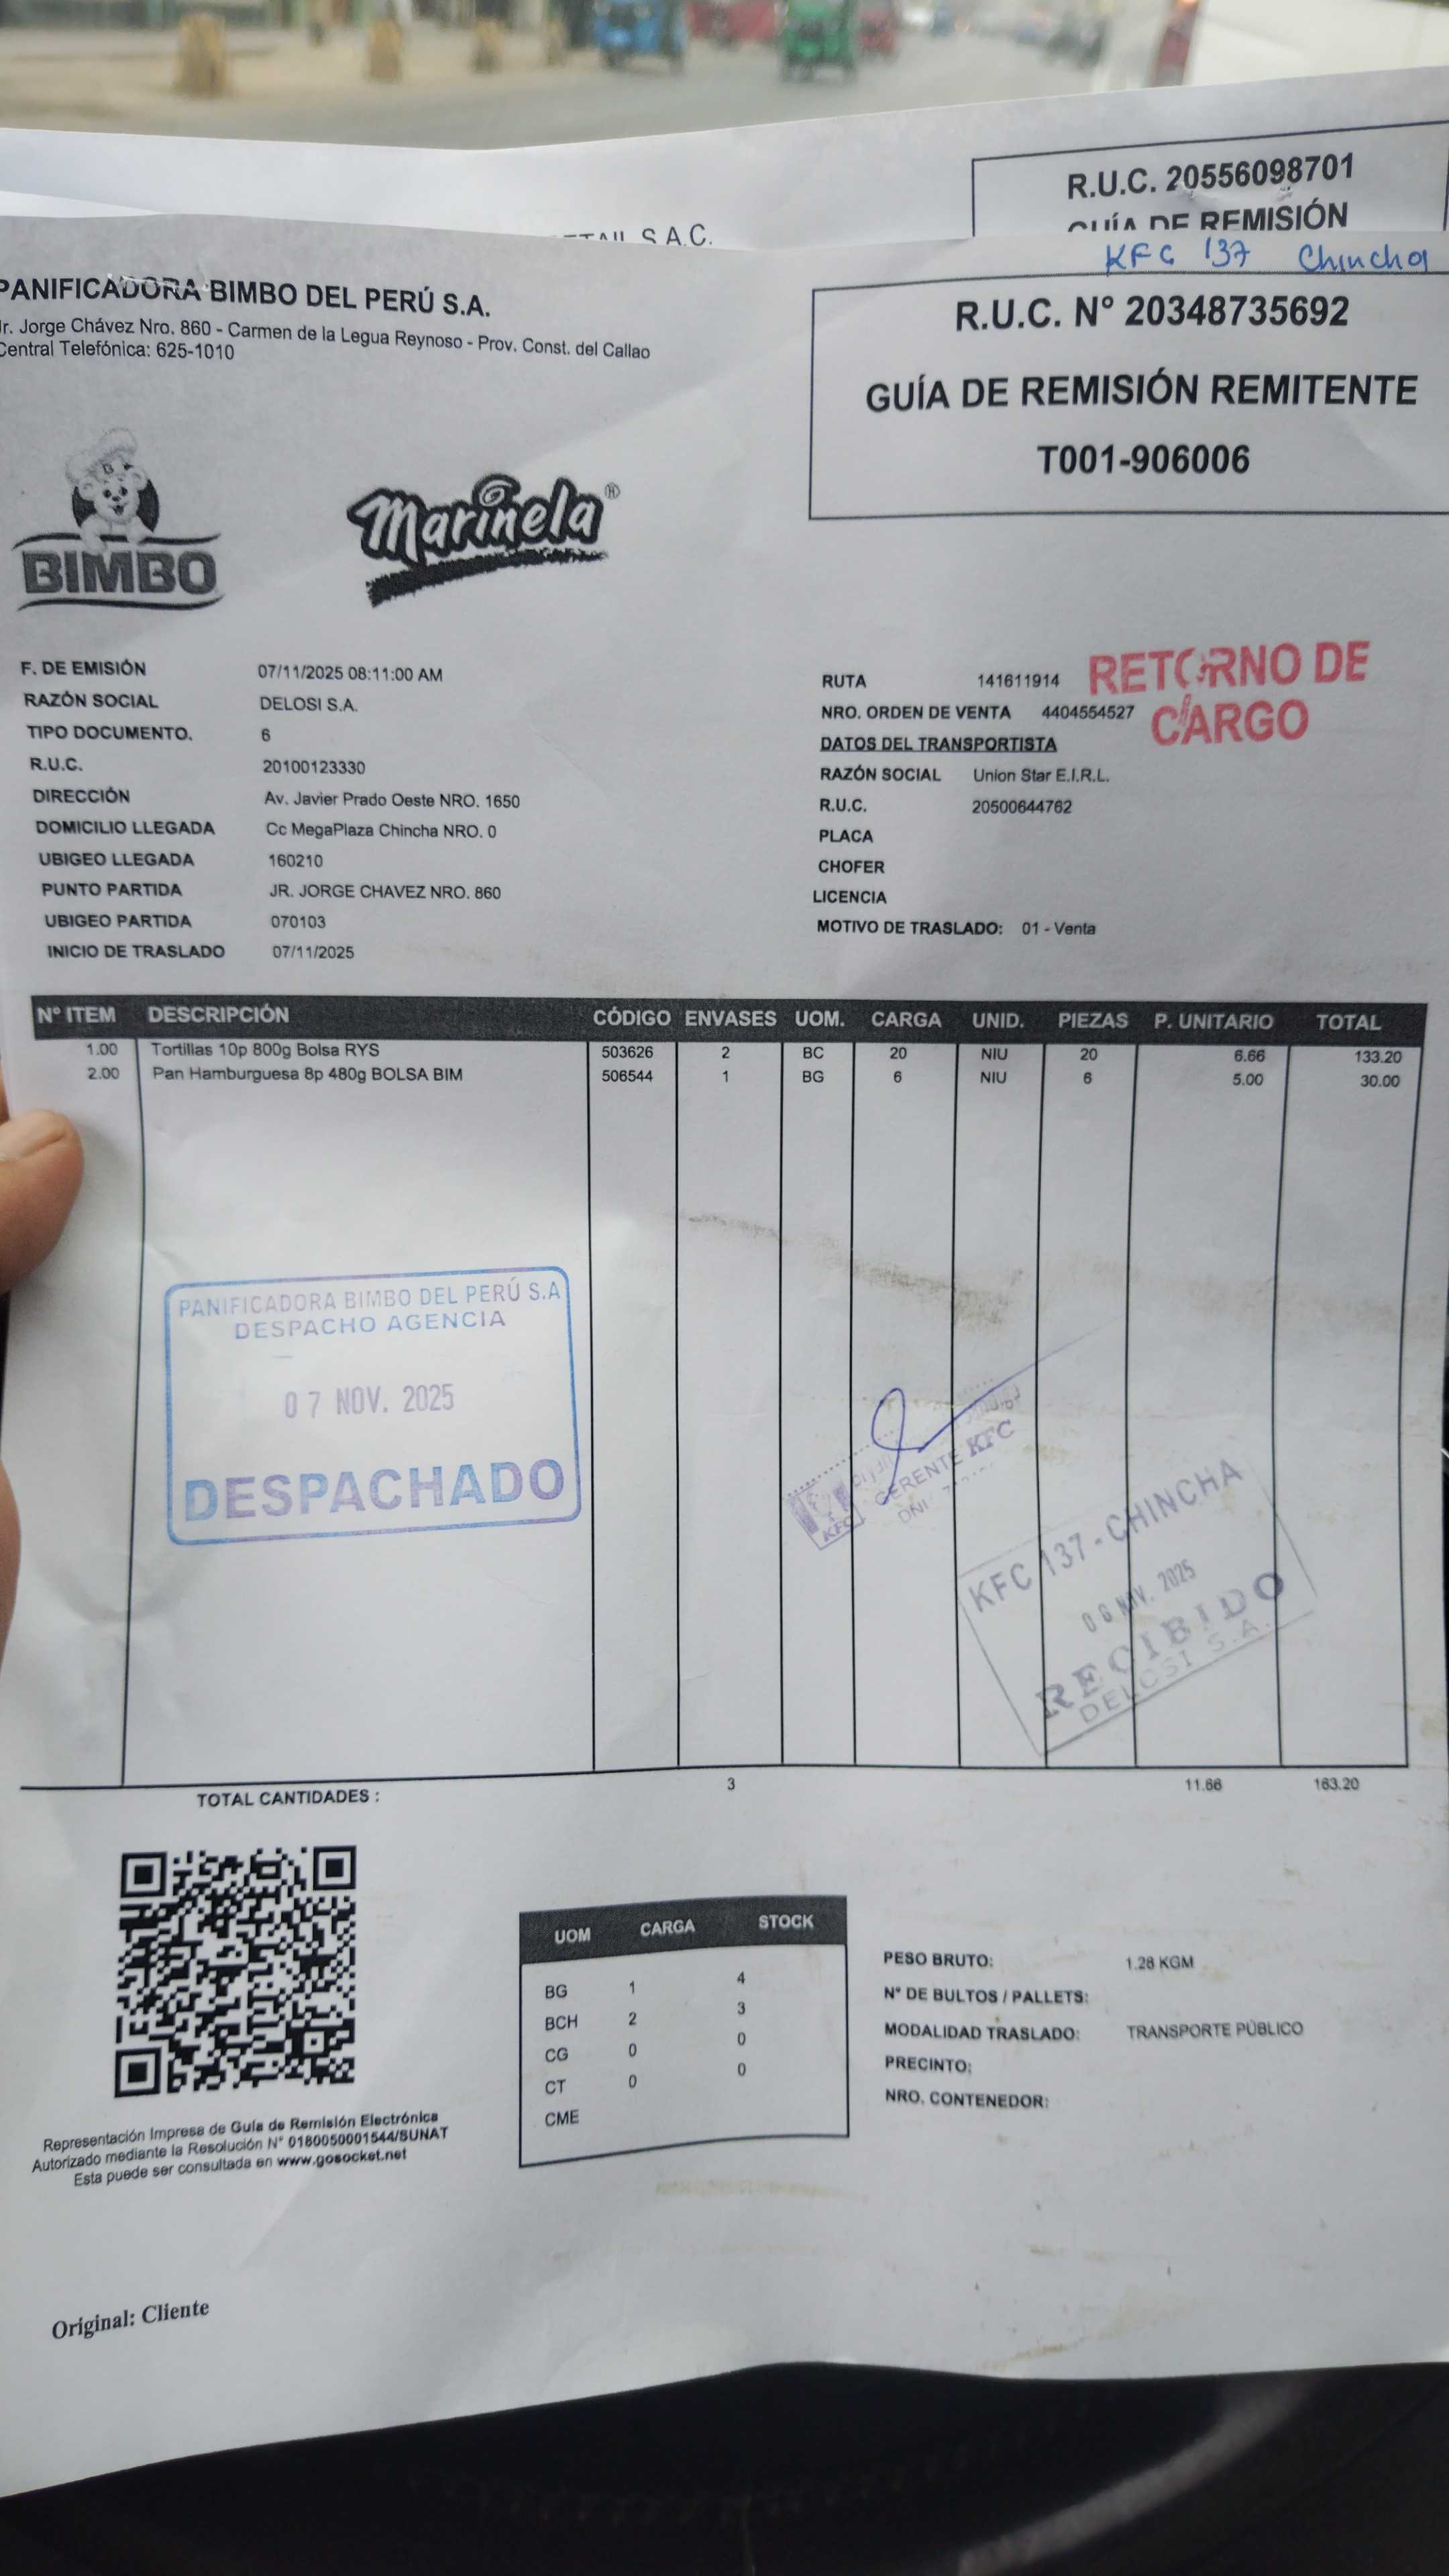 R.U.C. 20556098701
GUÍA DE REMISIÓN
S.A.C.
KFC 137 Chincha
PANIFICADORA BIMBO DEL PERÚ S.A.
Jr. Jorge Chávez Nro. 860 - Carmen de la Legua Reynoso - Prov. Const. del Callao
Central Telefónica: 625-1010
R.U.C. N° 20348735692
GUÍA DE REMISIÓN REMITENTE
T001-906006
BIMBO
Marinela®
F. DE EMISIÓN 07/11/2025 08:11:00 AM
RAZÓN SOCIAL DELOSI S.A.
TIPO DOCUMENTO. 6
R.U.C. 20100123330
DIRECCIÓN Av. Javier Prado Oeste NRO. 1650
DOMICILIO LLEGADA Cc MegaPlaza Chincha NRO. 0
UBIGEO LLEGADA 160210
PUNTO PARTIDA JR. JORGE CHAVEZ NRO. 860
UBIGEO PARTIDA 070103
INICIO DE TRASLADO 07/11/2025
RUTA 141611914
NRO. ORDEN DE VENTA 4404554527
DATOS DEL TRANSPORTISTA
RAZÓN SOCIAL Union Star E.I.R.L.
R.U.C. 20500644762
PLACA
CHOFER
LICENCIA
MOTIVO DE TRASLADO: 01 - Venta
RETORNO DE
CARGO
N° ITEM DESCRIPCIÓN CÓDIGO ENVASES UOM. CARGA UNID. PIEZAS P. UNITARIO TOTAL
1.00 Tortillas 10p 800g Bolsa RYS 503626 2 BC 20 NIU 20 6.66 133.20
2.00 Pan Hamburguesa 8p 480g BOLSA BIM 506544 1 BG 6 NIU 6 5.00 30.00
PANIFICADORA BIMBO DEL PERÚ S.A
DESPACHO AGENCIA
07 NOV. 2025
DESPACHADO
GERENTE KFC
DNI
KFC
KFC 137 - CHINCHA
06 NOV. 2025
RECIBIDO
DELOSI S.A.
TOTAL CANTIDADES : 3 11.66 163.20
UOM CARGA STOCK
BG 1 4
BCH 2 3
CG 0 0
CT 0 0
CME
PESO BRUTO: 1.28 KGM
N° DE BULTOS / PALLETS:
MODALIDAD TRASLADO: TRANSPORTE PÚBLICO
PRECINTO:
NRO. CONTENEDOR:
Representación Impresa de Guía de Remisión Electrónica
Autorizado mediante la Resolución N° 0180050001544/SUNAT
Esta puede ser consultada en www.gosocket.net
Original: Cliente